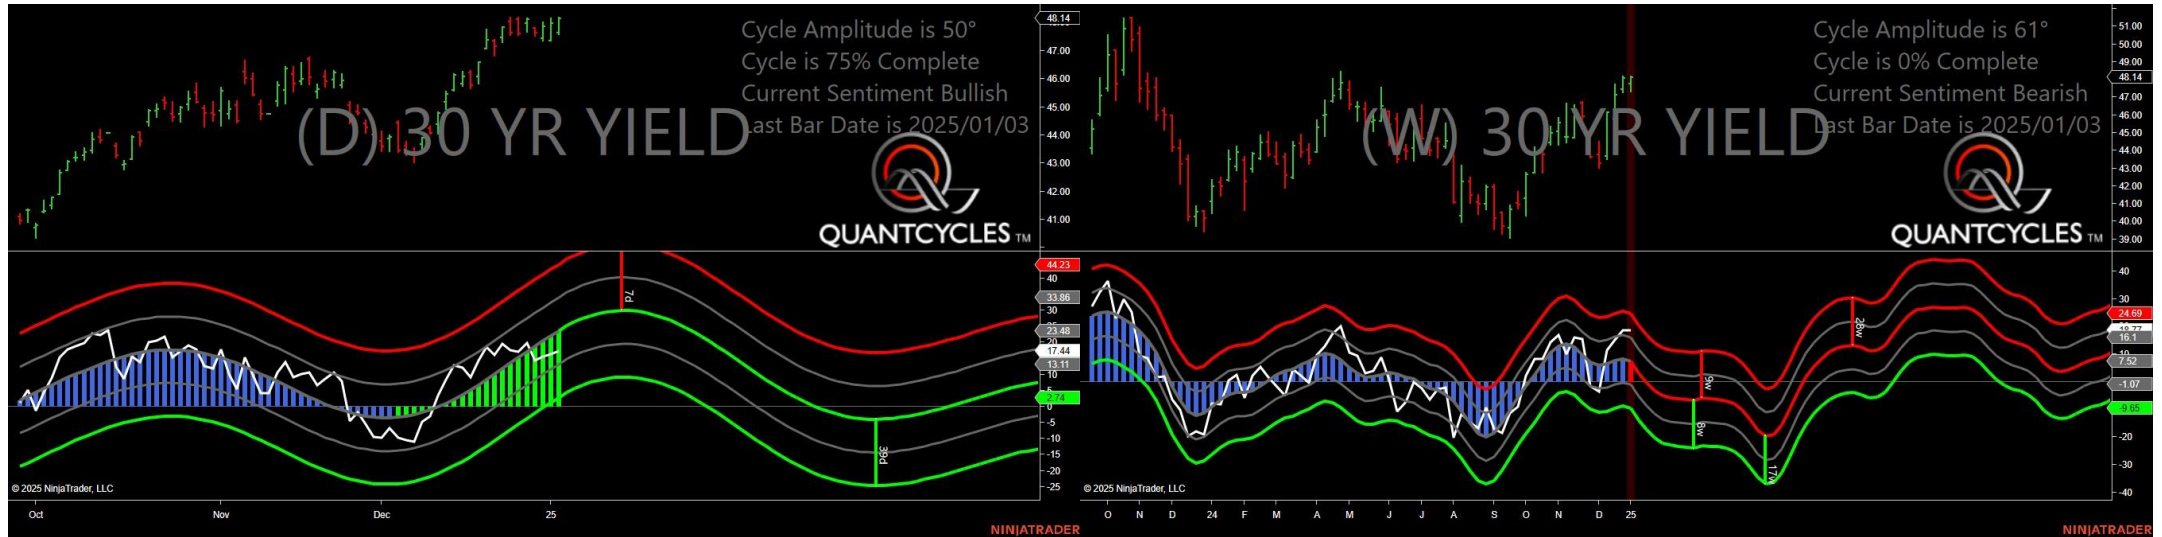 Cycle Amplitude is 50°
Cycle is 75% Complete
Current Sentiment Bullish
Last Bar Date is 2025/01/03
(D) 30 YR YIELD
QUANTCYCLES TM
48.14
47.00
46.00
45.00
44.00
43.00
42.00
41.00
44.23
40
33.86
30
23.48
20
17.44
13.11
5
2.74
0
-5
-10
-15
-20
-25
7d
39d
© 2025 NinjaTrader, LLC
Oct
Nov
Dec
25
NINJATRADER
Cycle Amplitude is 61°
Cycle is 0% Complete
Current Sentiment Bearish
Last Bar Date is 2025/01/03
(W) 30 YR YIELD
QUANTCYCLES TM
51.00
50.00
49.00
48.14
47.00
46.00
45.00
44.00
43.00
42.00
41.00
40.00
39.00
40
30
24.69
16.1
7.52
-1.07
-9.65
-20
-30
-40
9w
8w
17w
28w
© 2025 NinjaTrader, LLC
O N D 24 F M A M J J A S O N D 25
NINJATRADER